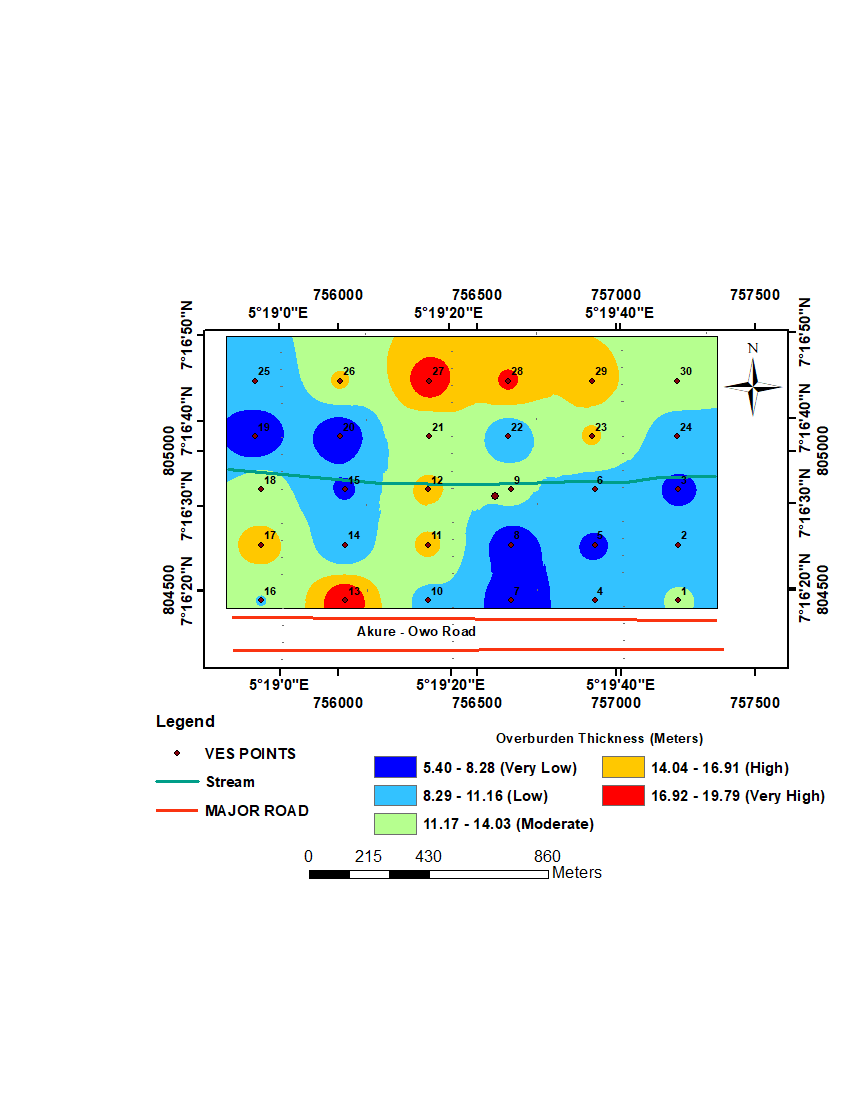 756000 756500 757000 757500
5°19'0"E 5°19'20"E 5°19'40"E
7°16'50"N 7°16'50"N
N
25 26 27 28 29 30
7°16'40"N 7°16'40"N
19 20 21 22 23 24
805000 805000
18 15 12 9 6 3
7°16'30"N 7°16'30"N
17 14 11 8 5 2
804500 7°16'20"N 7°16'20"N 804500
16 13 10 7 4 1
Akure - Owo Road
5°19'0"E 5°19'20"E 5°19'40"E
756000 756500 757000 757500
Legend
VES POINTS
Stream
MAJOR ROAD
Overburden Thickness (Meters)
5.40 - 8.28 (Very Low) 14.04 - 16.91 (High)
8.29 - 11.16 (Low) 16.92 - 19.79 (Very High)
11.17 - 14.03 (Moderate)
0 215 430 860
Meters